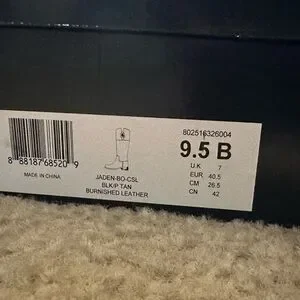 802516326004
9.5 B
UK 7
EUR 40.5
CM 26.5
CN 42
8 88187 68520 9
MADE IN CHINA
JADEN-BO-CSL
BLK/P TAN
BURNISHED LEATHER